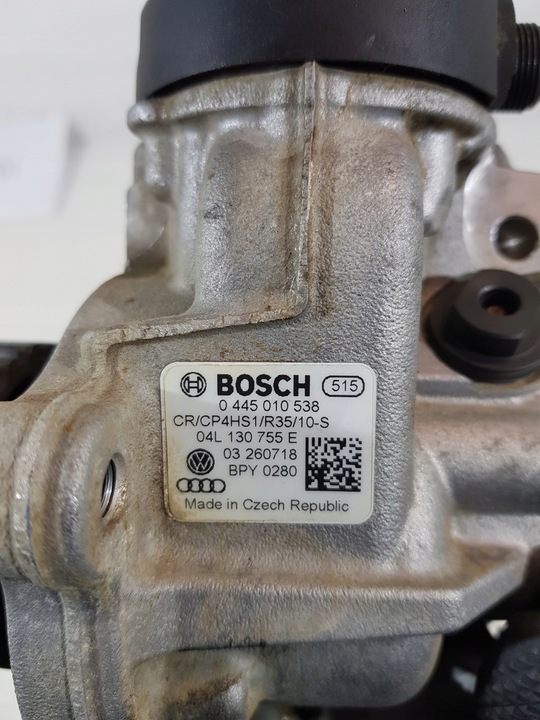 BOSCH 515
0 445 010 538
CR/CP4HS1/R35/10-S
04L 130 755 E
03 260718
BPY 0280
Made in Czech Republic